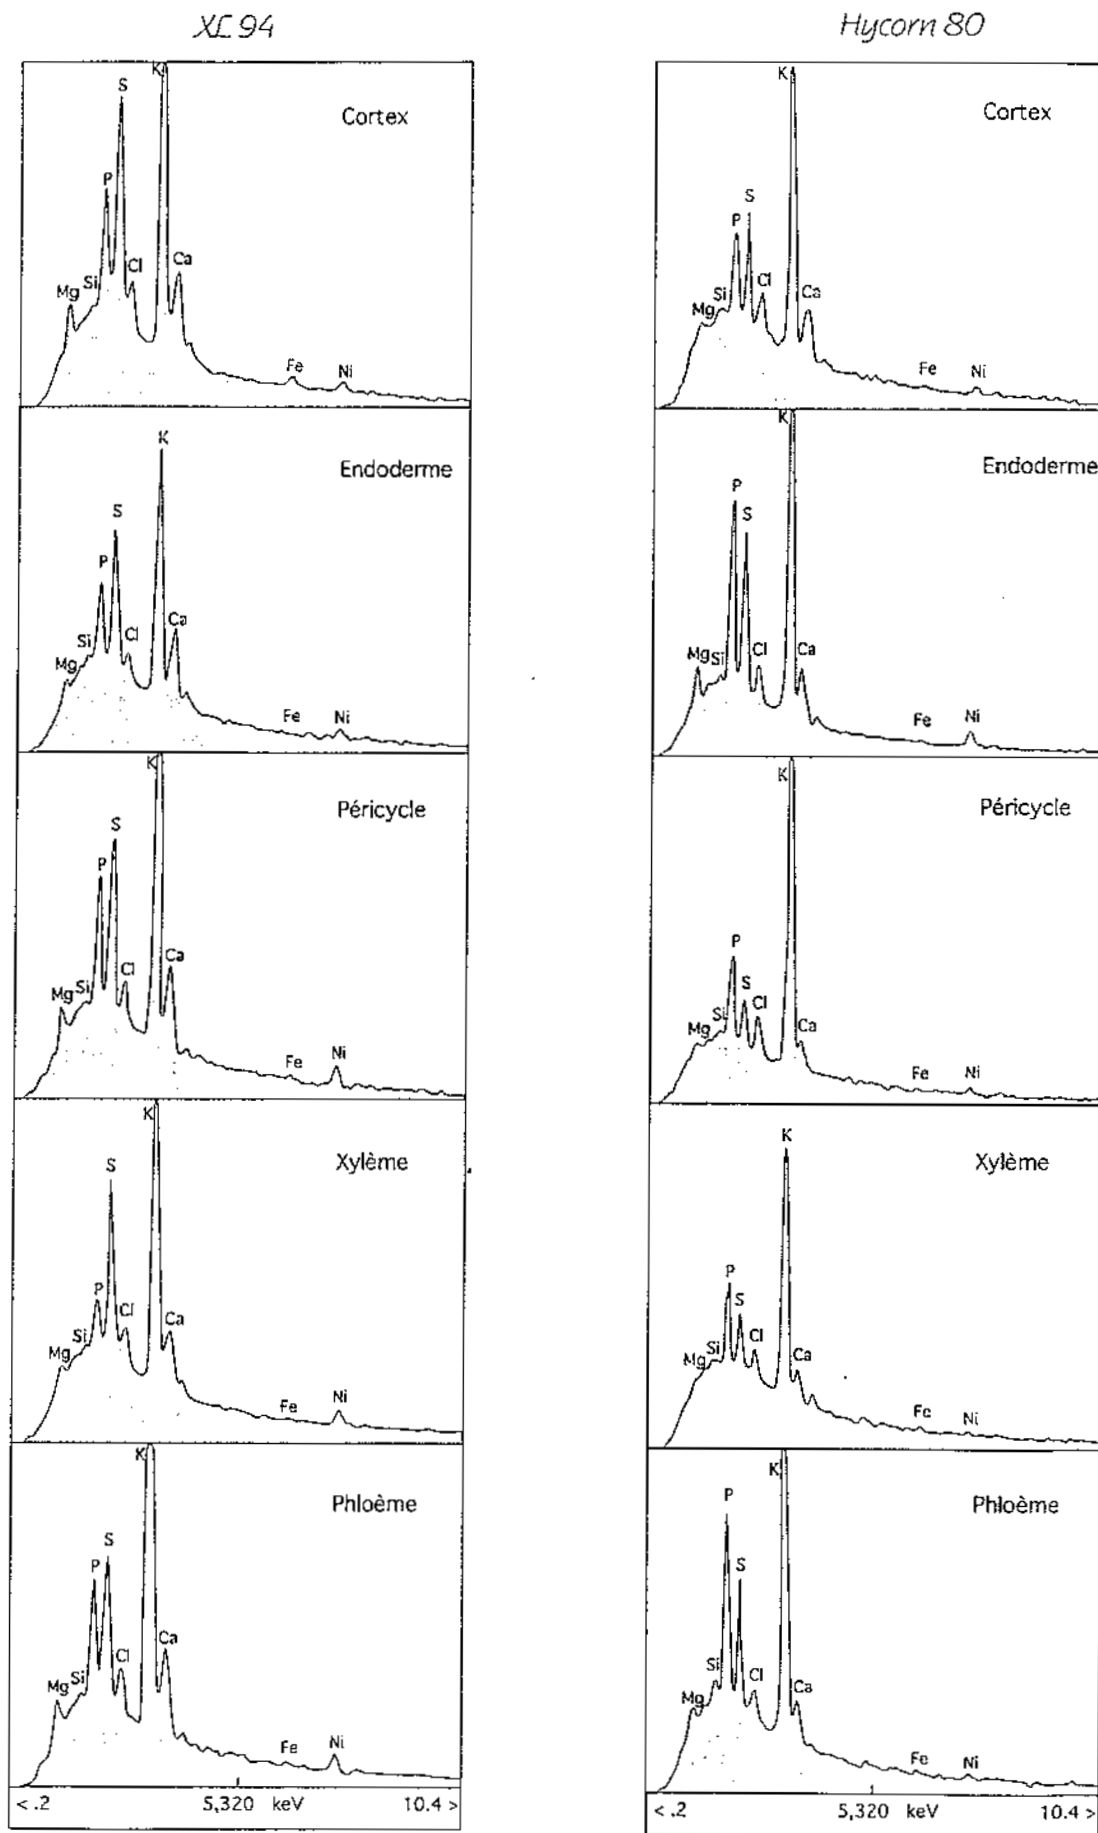 XL 94
K
S
Cortex
P
Si
Cl
Ca
Mg
Fe
Ni
K
Endoderme
S
P
Si
Cl
Ca
Mg
Fe
Ni
K
Péricycle
S
P
Mg
Si
Cl
Ca
Fe
Ni
K
Xylème
S
P
Si
Cl
Ca
Mg
Fe
Ni
K
Phloème
S
P
Mg
Si
Cl
Ca
Fe
Ni
< .2 5,320 keV 10.4 >
Hycorn 80
K
Cortex
S
P
Si
Cl
Ca
Mg
Fe
Ni
K
Endoderme
P
S
Mg
Si
Cl
Ca
Fe
Ni
K
Péricycle
P
S
Cl
Si
Mg
Ca
Fe
Ni
K
Xylème
P
S
Si
Cl
Mg
Ca
Fe
Ni
K
Phloème
P
S
Si
Cl
Mg
Ca
Fe
Ni
< .2 5,320 keV 10.4 >